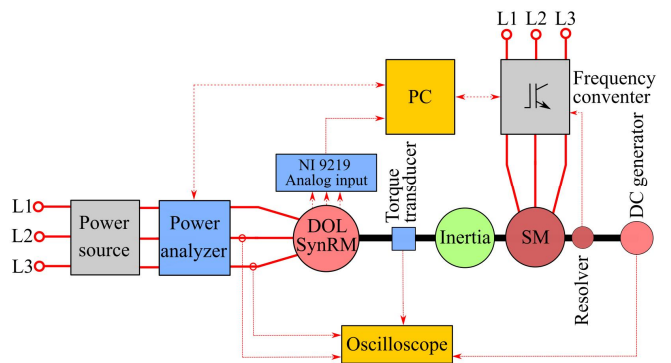 L1 L2 L3
PC
Frequency
conventer
NI 9219
Analog input
Torque
transducer
DC generator
L1
L2
L3
Power
source
Power
analyzer
DOL
SynRM
Inertia
SM
Resolver
Oscilloscope